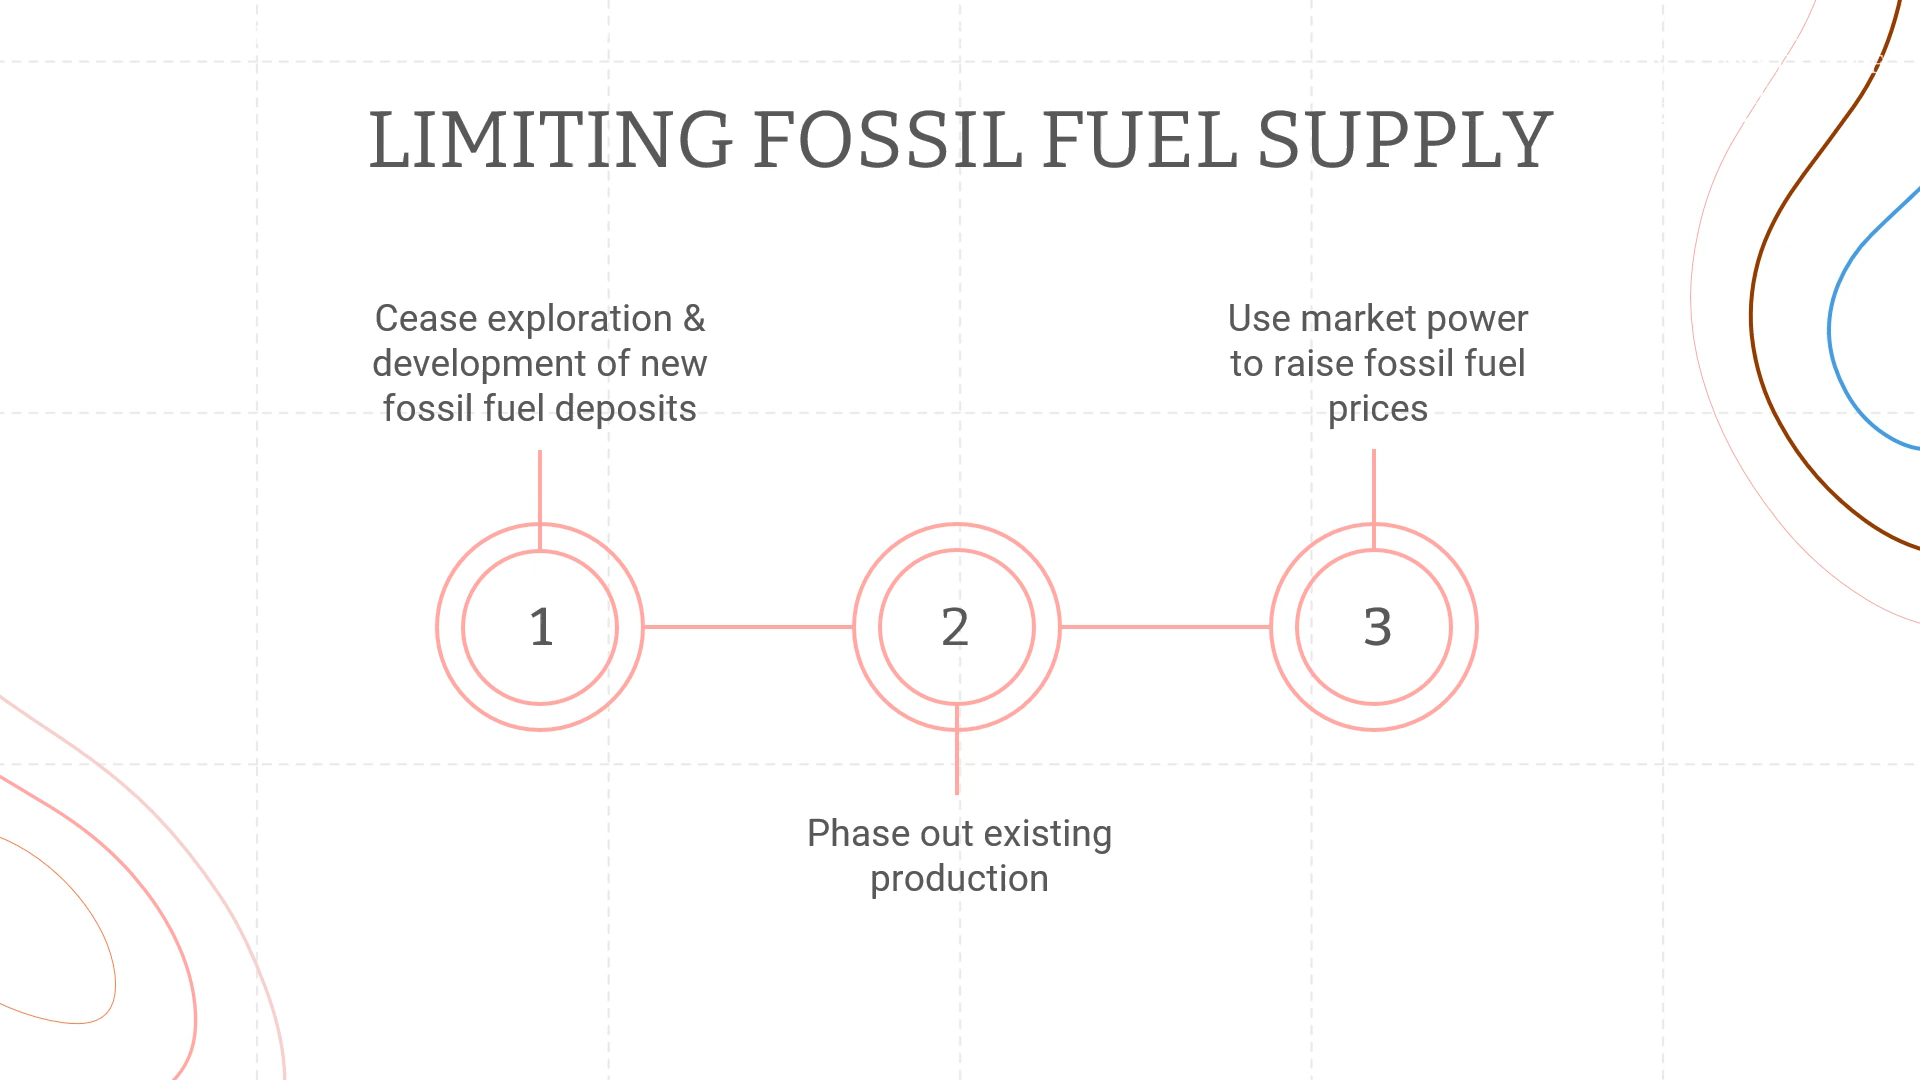 LIMITING FOSSIL FUEL SUPPLY
Cease exploration &
development of new
fossil fuel deposits
Use market power
to raise fossil fuel
prices
1
2
3
Phase out existing
production